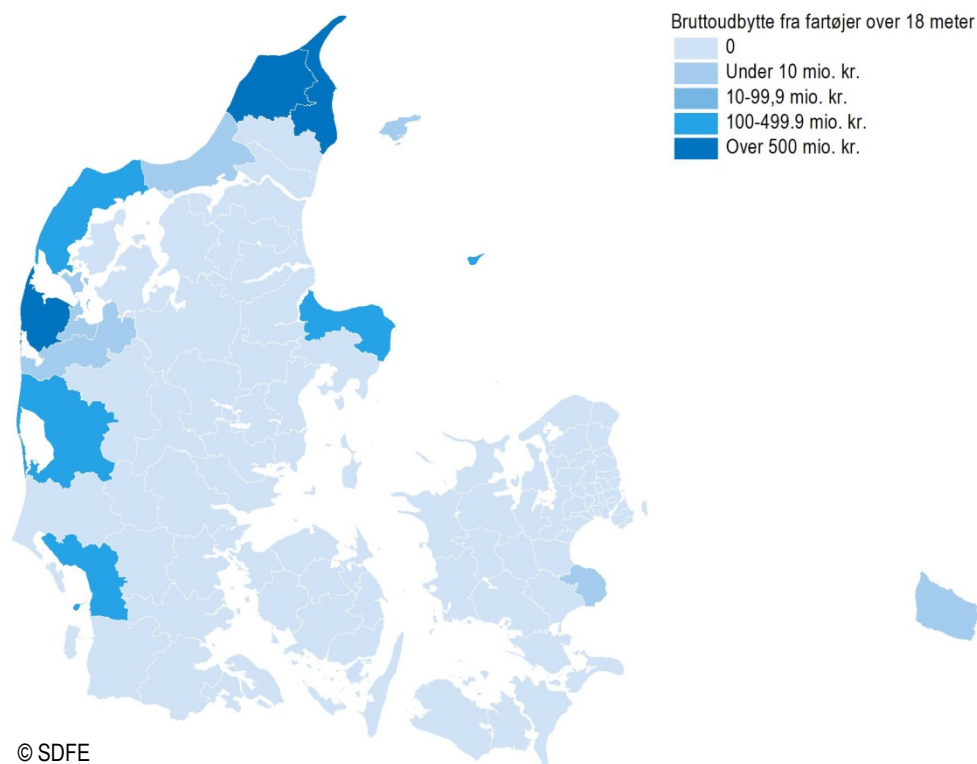 Bruttoudbytte fra fartøjer over 18 meter
0
Under 10 mio. kr.
10-99,9 mio. kr.
100-499.9 mio. kr.
Over 500 mio. kr.
© SDFE